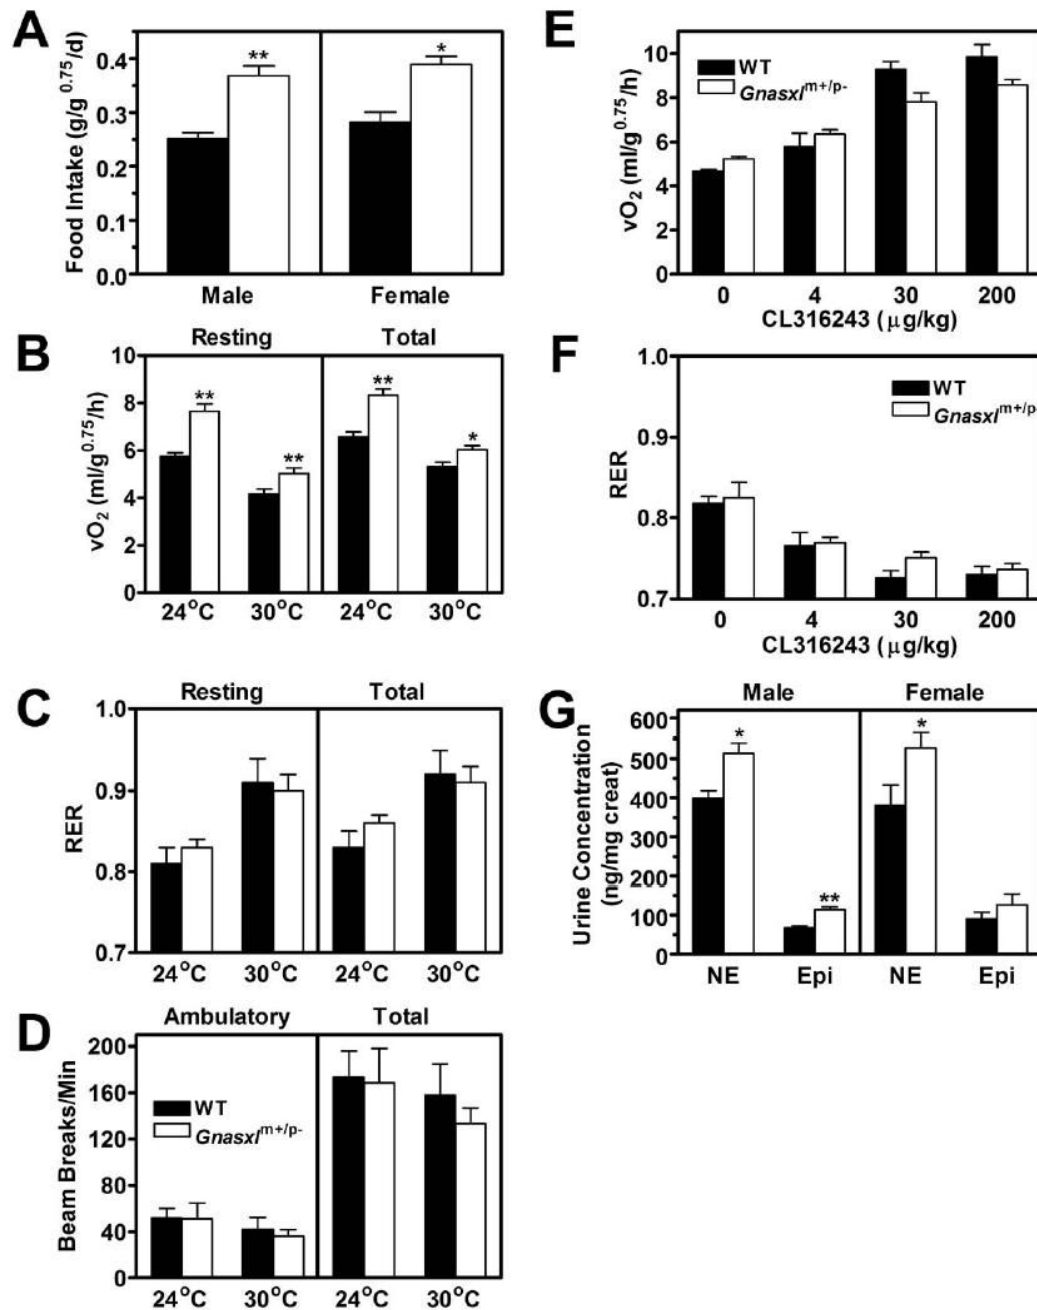 A
Food Intake (g/g 0.75/d)
0.4
0.3
0.2
0.1
0.0
**
*
Male
Female
B
Resting
Total
vO2 (ml/g0.75/h)
10
8
6
4
2
0
**
**
**
*
24°C
30°C
24°C
30°C
C
Resting
Total
RER
1.0
0.9
0.8
0.7
24°C
30°C
24°C
30°C
D
Ambulatory
Total
Beam Breaks/Min
200
160
120
80
40
0
WT
Gnasxl m+/p-
24°C
30°C
24°C
30°C
E
vO2 (ml/g0.75/h)
10
8
6
4
2
0
WT
Gnasxl m+/p-
0
4
30
200
CL316243 (µg/kg)
F
RER
1.0
0.9
0.8
0.7
WT
Gnasxl m+/p-
0
4
30
200
CL316243 (µg/kg)
G
Male
Female
Urine Concentration
(ng/mg creat)
600
500
400
300
200
100
0
*
**
*
NE
Epi
NE
Epi